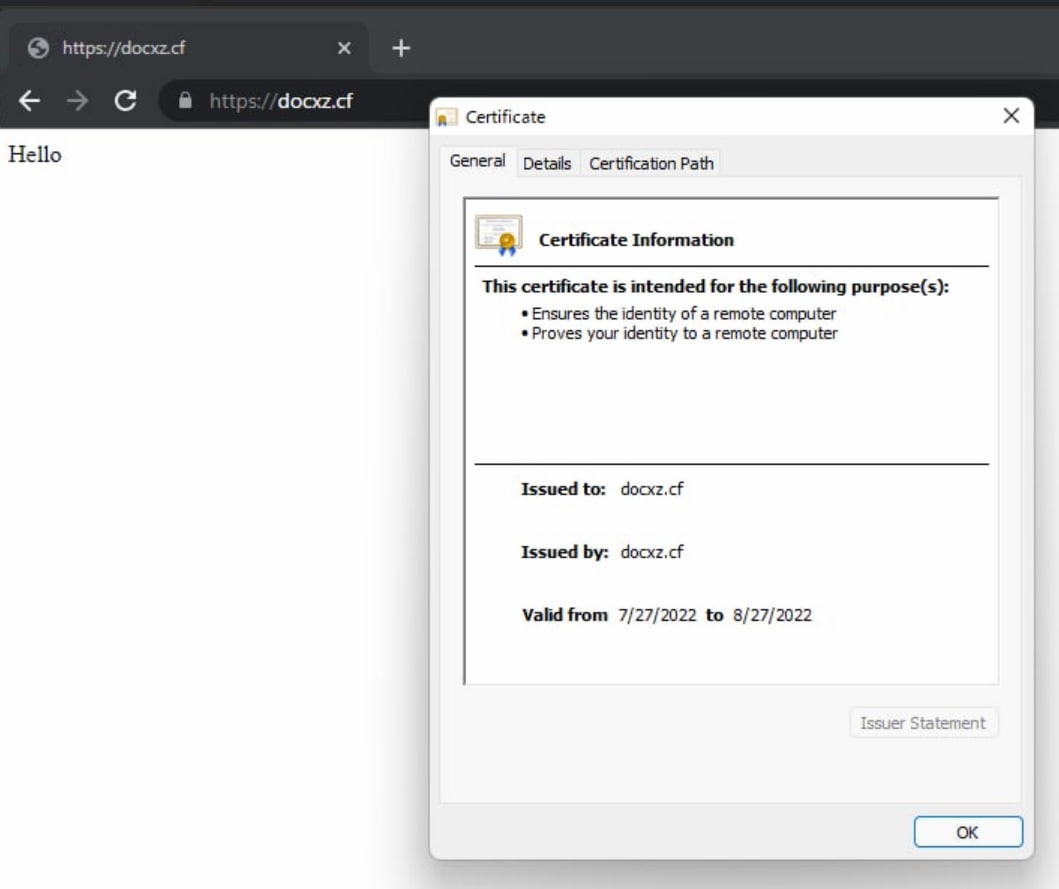 https://docxz.cf
https://docxz.cf
Hello
Certificate
General Details Certification Path
Certificate Information
This certificate is intended for the following purpose(s):
• Ensures the identity of a remote computer
• Proves your identity to a remote computer
Issued to: docxz.cf
Issued by: docxz.cf
Valid from 7/27/2022 to 8/27/2022
Issuer Statement
OK